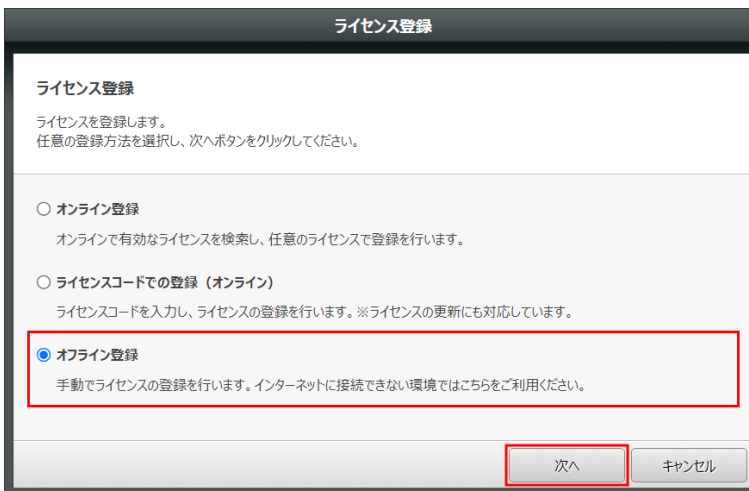 ライセンス登録
ライセンス登録
ライセンスを登録します。
任意の登録方法を選択し、次へボタンをクリックしてください。
オンライン登録
オンラインで有効なライセンスを検索し、任意のライセンスで登録を行います。
ライセンスコードでの登録（オンライン）
ライセンスコードを入力し、ライセンスの登録を行います。※ライセンスの更新にも対応しています。
オフライン登録
手動でライセンスの登録を行います。インターネットに接続できない環境ではこちらをご利用ください。
次へ
キャンセル